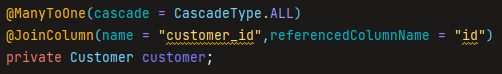 @ManyToOne(cascade = CascadeType.ALL)
@JoinColumn(name = "customer_id",referencedColumnName = "id")
private Customer customer;